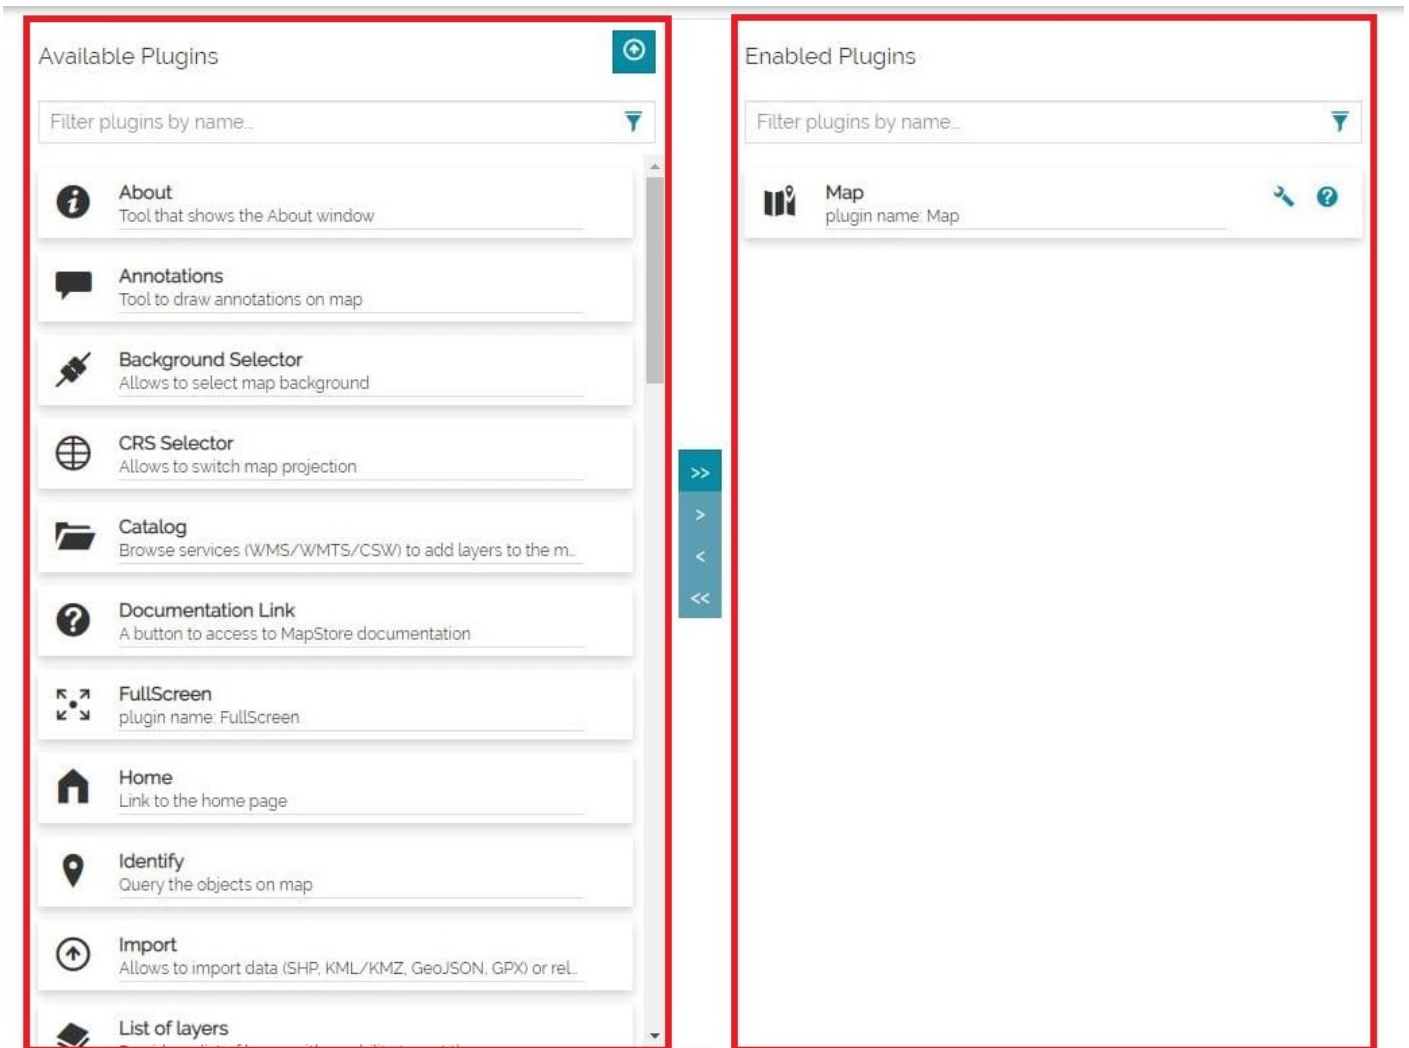 Available Plugins
Filter plugins by name...
About
Tool that shows the About window
Annotations
Tool to draw annotations on map
Background Selector
Allows to select map background
CRS Selector
Allows to switch map projection
Catalog
Browse services (WMS/WMTS/CSW) to add layers to the m...
Documentation Link
A button to access to MapStore documentation
FullScreen
plugin name: FullScreen
Home
Link to the home page
Identify
Query the objects on map
Import
Allows to import data (SHP, KML/KMZ, GeoJSON, GPX) or rel...
List of layers
>>
>
<
<<
Enabled Plugins
Filter plugins by name...
Map
plugin name: Map